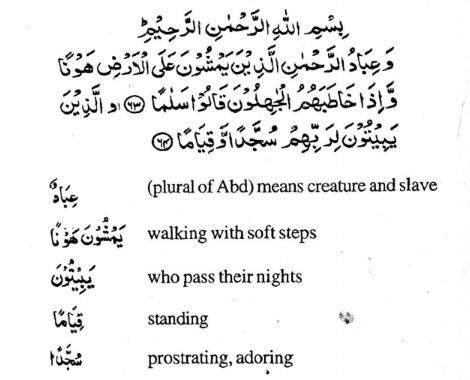 بِسْمِ اللهِ الرَّحْمٰنِ الرَّحِيْمِ
وَعِبَادُ الرَّحْمٰنِ الَّذِيْنَ يَمْشُوْنَ عَلَى الْاَرْضِ هَوْنًا
وَّاِذَا خَاطَبَهُمُ الْجٰهِلُوْنَ قَالُوْا سَلٰمًا ﴿٦٣﴾ وَالَّذِيْنَ
يَبِيْتُوْنَ لِرَبِّهِمْ سُجَّدًا وَّقِيَامًا ﴿٦٤﴾
عِبَادُ (plural of Abd) means creature and slave
يَمْشُوْنَ هَوْنًا walking with soft steps
يَبِيْتُوْنَ who pass their nights
قِيَامًا standing
سُجَّدًا prostrating, adoring